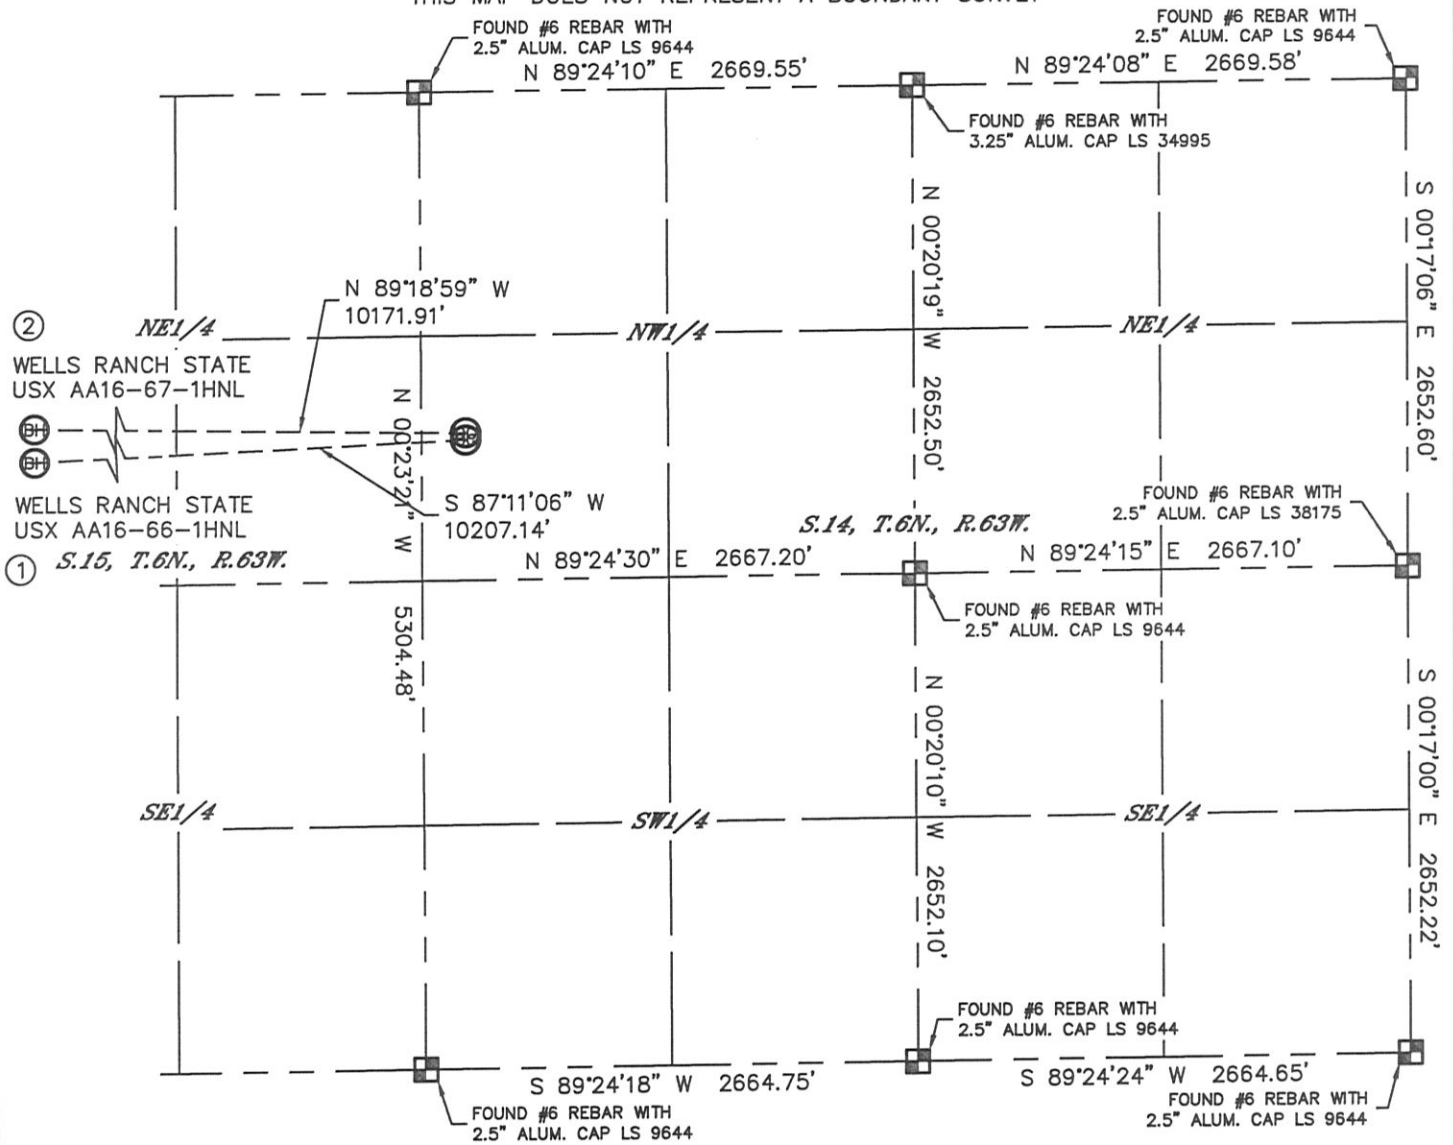 THIS MAP DOES NOT REPRESENT A BOUNDARY SURVEY
FOUND #6 REBAR WITH
2.5" ALUM. CAP LS 9644
FOUND #6 REBAR WITH
2.5" ALUM. CAP LS 9644
N 89°24'10" E 2669.55'
N 89°24'08" E 2669.58'
FOUND #6 REBAR WITH
3.25" ALUM. CAP LS 34995
N 00°20'19" W 2652.50'
S 00°17'06" E 2652.60'
N 89°18'59" W
10171.91'
②
NE1/4
NW1/4
NE1/4
WELLS RANCH STATE
USX AA16-67-1HNL
N 00°23'21" W 5304.48'
BH
BH
WELLS RANCH STATE
USX AA16-66-1HNL
S 87°11'06" W
10207.14'
FOUND #6 REBAR WITH
2.5" ALUM. CAP LS 38175
S.14, T.6N., R.63W.
① S.15, T.6N., R.63W.
N 89°24'30" E 2667.20'
N 89°24'15" E 2667.10'
FOUND #6 REBAR WITH
2.5" ALUM. CAP LS 9644
N 00°20'10" W 2652.10'
S 00°17'00" E 2652.22'
SE1/4
SW1/4
SE1/4
FOUND #6 REBAR WITH
2.5" ALUM. CAP LS 9644
S 89°24'18" W 2664.75'
S 89°24'24" W 2664.65'
FOUND #6 REBAR WITH
2.5" ALUM. CAP LS 9644
FOUND #6 REBAR WITH
2.5" ALUM. CAP LS 9644